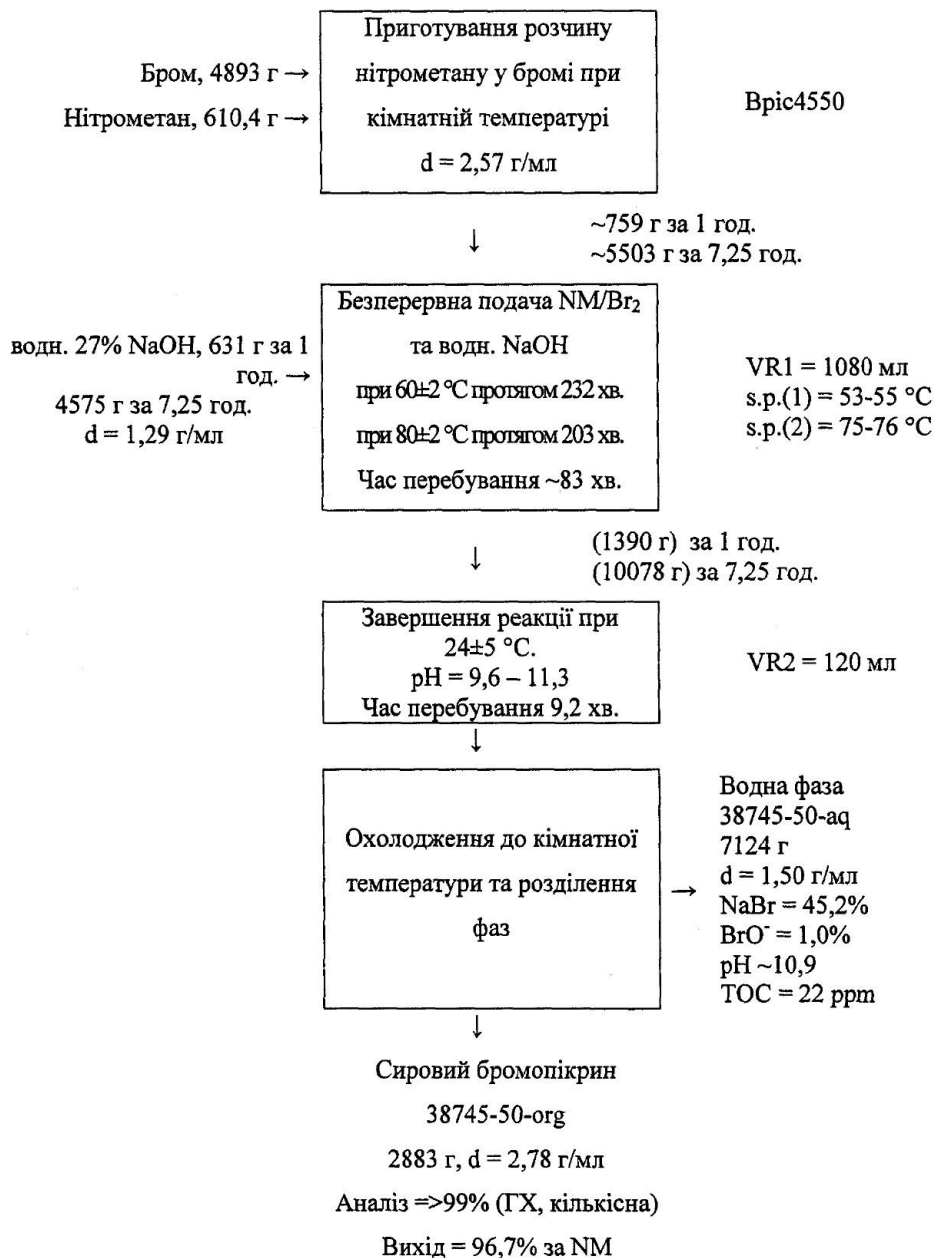 Приготування розчину
нітрометану у бромі при
кімнатній температурі
d = 2,57 г/мл
Бром, 4893 г →
Нітрометан, 610,4 г →
Bpic4550
↓
~759 г за 1 год.
~5503 г за 7,25 год.
Безперервна подача NM/Br₂
та водн. NaOH
при 60±2 °C протягом 232 хв.
при 80±2 °C протягом 203 хв.
Час перебування ~83 хв.
водн. 27% NaOH, 631 г за 1
год. →
4575 г за 7,25 год.
d = 1,29 г/мл
VR1 = 1080 мл
s.p.(1) = 53-55 °C
s.p.(2) = 75-76 °C
↓
(1390 г) за 1 год.
(10078 г) за 7,25 год.
Завершення реакції при
24±5 °C.
pH = 9,6 – 11,3
Час перебування 9,2 хв.
VR2 = 120 мл
↓
Охолодження до кімнатної
температури та розділення
фаз
→
Водна фаза
38745-50-aq
7124 г
d = 1,50 г/мл
NaBr = 45,2%
BrO⁻ = 1,0%
pH ~10,9
TOC = 22 ppm
↓
Сировий бромопікрин
38745-50-org
2883 г, d = 2,78 г/мл
Аналіз =>99% (ГХ, кількісна)
Вихід = 96,7% за NM